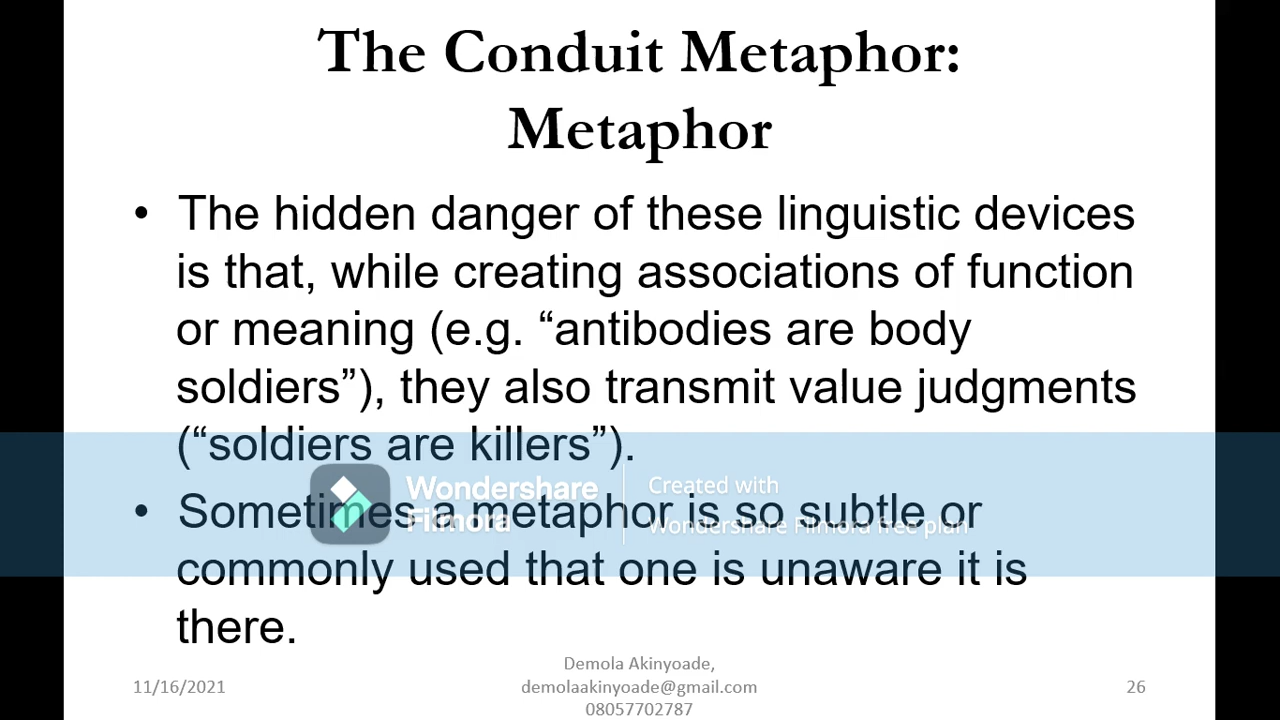 The Conduit Metaphor:
Metaphor
• The hidden danger of these linguistic devices
is that, while creating associations of function
or meaning (e.g. “antibodies are body
soldiers”), they also transmit value judgments
(“soldiers are killers”).
• Sometimes a metaphor is so subtle or
commonly used that one is unaware it is
there.
Wondershare
Filmora
Created with
Wondershare Filmora free plan
11/16/2021
Demola Akinyoade,
demolaakinyoade@gmail.com
08057702787
26